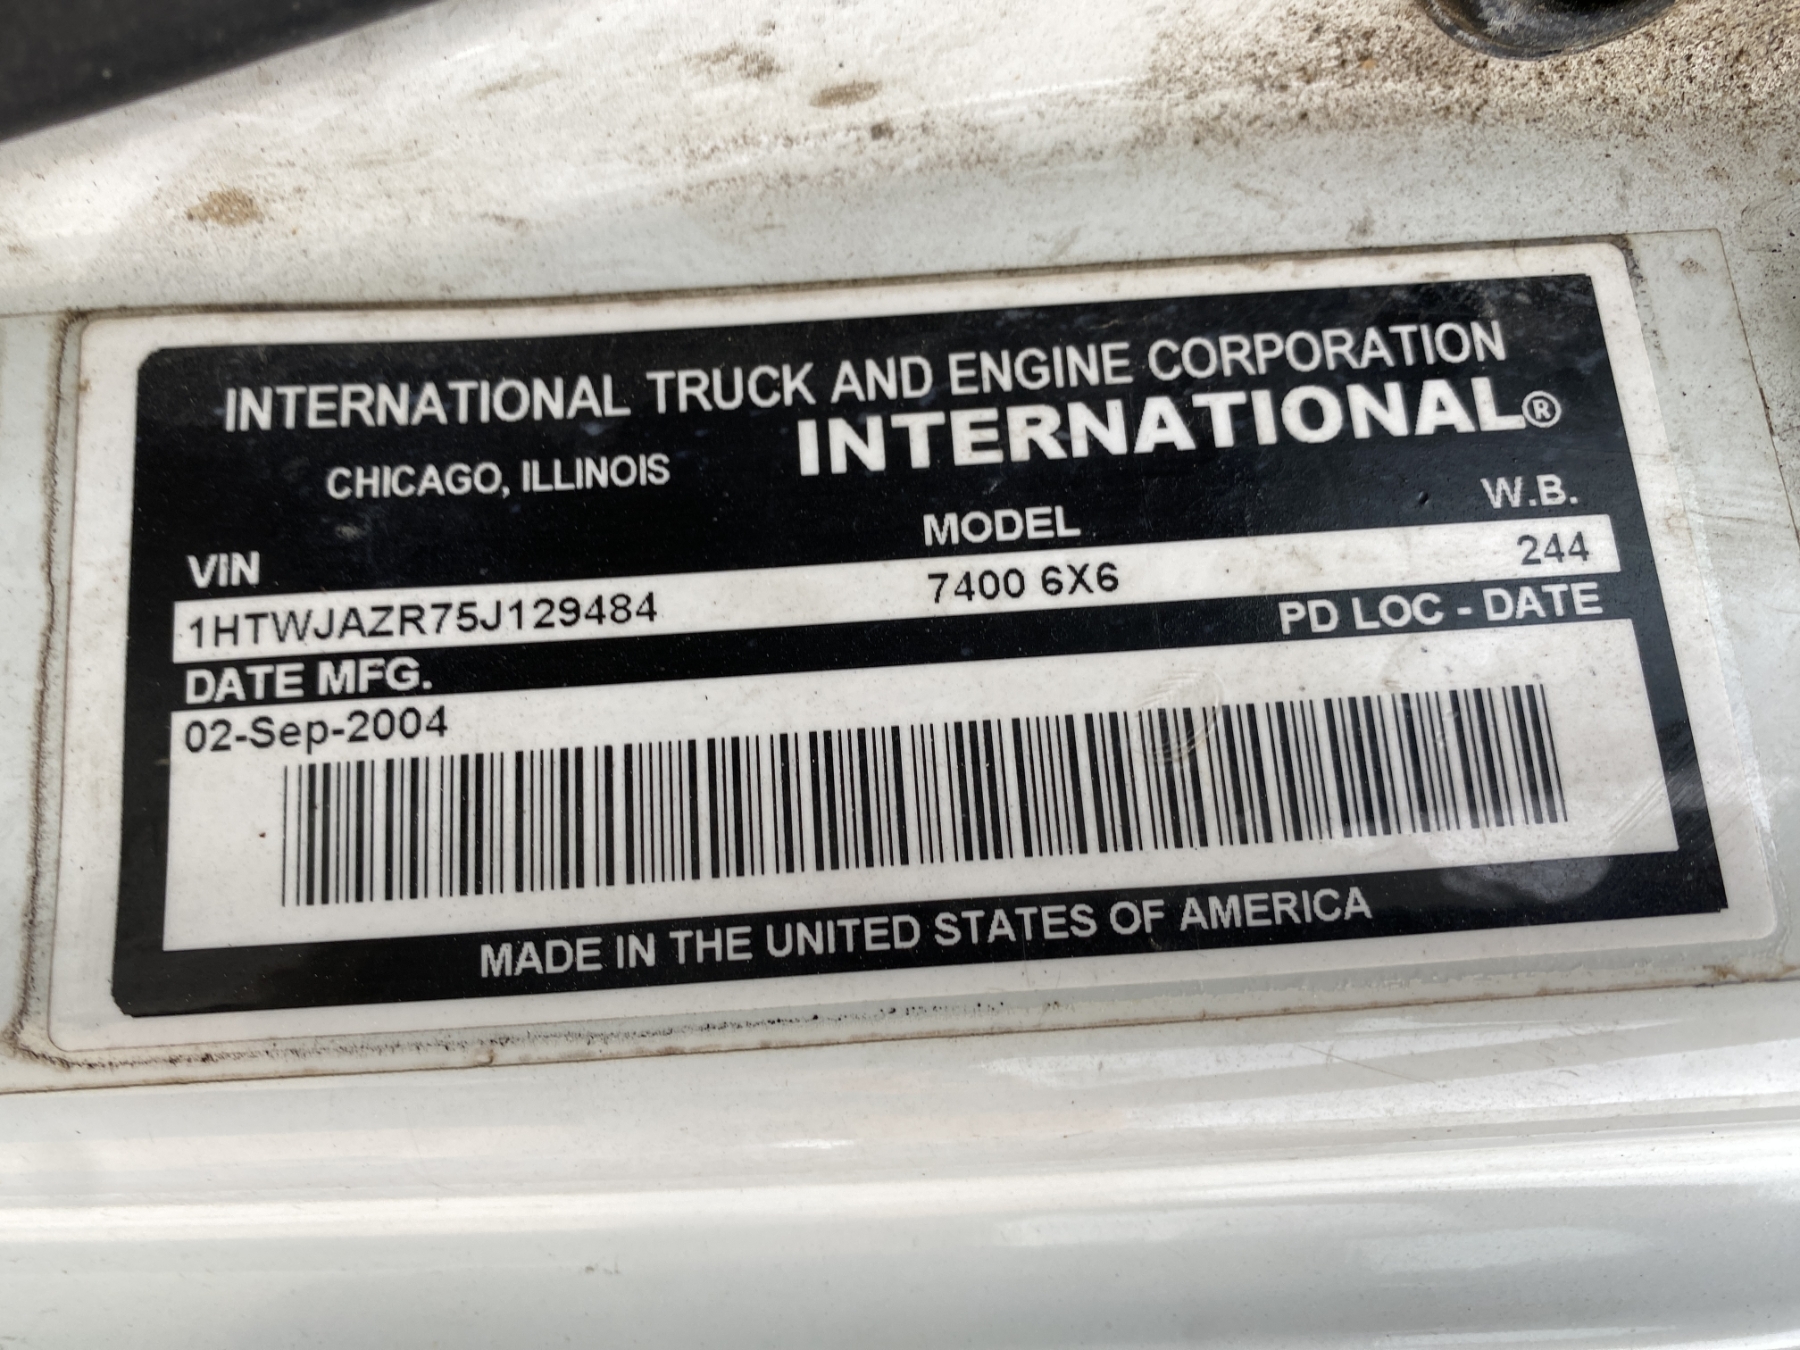 INTERNATIONAL TRUCK AND ENGINE CORPORATION
CHICAGO, ILLINOIS INTERNATIONAL®
VIN MODEL W.B.
1HTWJAZR75J129484 7400 6X6 244
DATE MFG. PD LOC - DATE
02-Sep-2004
MADE IN THE UNITED STATES OF AMERICA